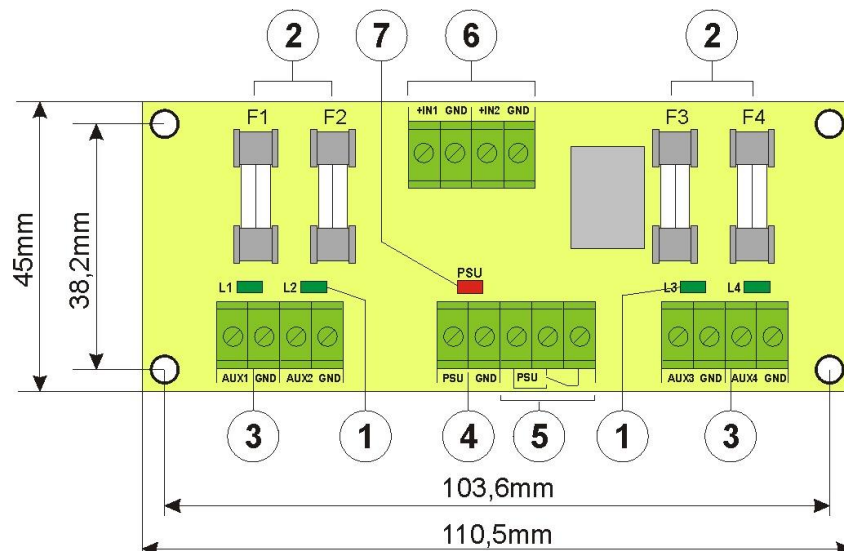 2 7 6 2
F1 F2 +IN1 GND +IN2 GND F3 F4
45mm
38,2mm
PSU
L1 L2 L3 L4
AUX1 GND AUX2 GND PSU GND PSU AUX3 GND AUX4 GND
3 1 4 5 1 3
103,6mm
110,5mm